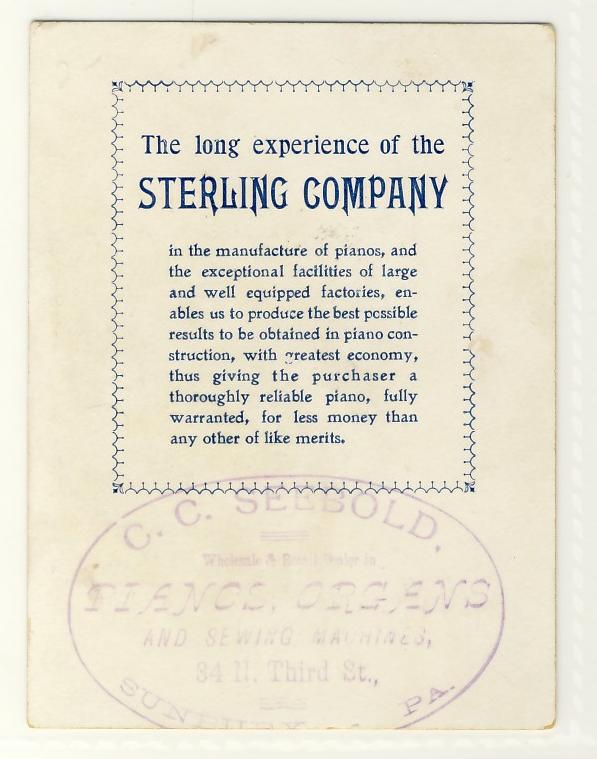 The long experience of the
STERLING COMPANY
in the manufacture of pianos, and
the exceptional facilities of large
and well equipped factories, en-
ables us to produce the best possible
results to be obtained in piano con-
struction, with greatest economy,
thus giving the purchaser a
thoroughly reliable piano, fully
warranted, for less money than
any other of like merits.
C. C. SEEBOLD,
Wholesale & Retail Dealer in
PIANOS, ORGANS
AND SEWING MACHINES,
34 N. Third St.,
SUNBURY PA.